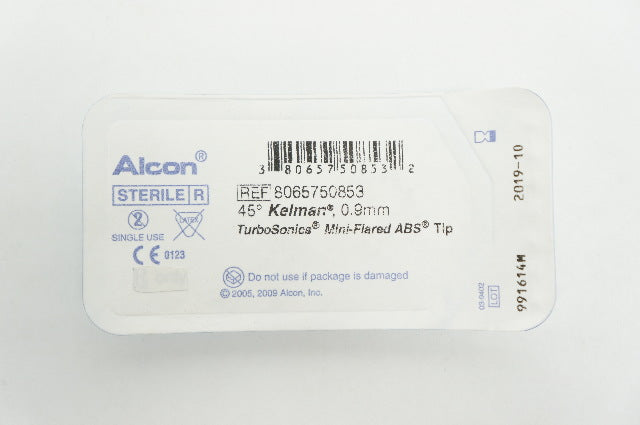 Alcon®
STERILE R
2
LATEX
SINGLE USE
CE 0123
3 80657 50853 2
REF 8065750853
45° Kelman®, 0.9mm
TurboSonics® Mini-Flared ABS® Tip
Do not use if package is damaged
© 2005, 2009 Alcon, Inc.
2019-10
LOT 991614M